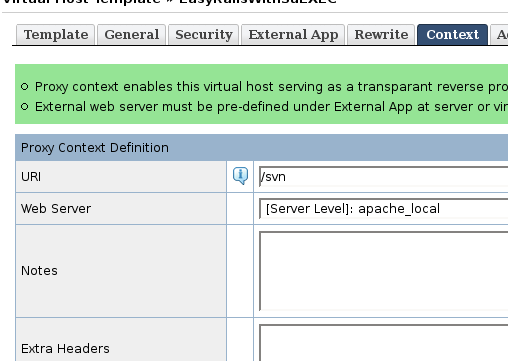 Virtual Host Template » EasyRailsWithSuEXEC
Template General Security External App Rewrite Context
Proxy context enables this virtual host serving as a transparant reverse pro
External web server must be pre-defined under External App at server or vir
Proxy Context Definition
URI /svn
Web Server [Server Level]: apache_local
Notes
Extra Headers